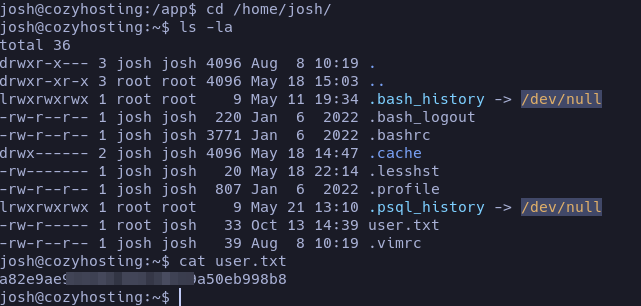 josh@cozyhosting:/app$ cd /home/josh/
josh@cozyhosting:~$ ls -la
total 36
drwxr-x--- 3 josh josh 4096 Aug  8 10:19 .
drwxr-xr-x 3 root root 4096 May 18 15:03 ..
lrwxrwxrwx 1 root root    9 May 11 19:34 .bash_history -> /dev/null
-rw-r--r-- 1 josh josh  220 Jan  6  2022 .bash_logout
-rw-r--r-- 1 josh josh 3771 Jan  6  2022 .bashrc
drwx------ 2 josh josh 4096 May 18 14:47 .cache
-rw------- 1 josh josh   20 May 18 22:14 .lesshst
-rw-r--r-- 1 josh josh  807 Jan  6  2022 .profile
lrwxrwxrwx 1 root root    9 May 21 13:10 .psql_history -> /dev/null
-rw-r----- 1 root josh   33 Oct 13 14:39 user.txt
-rw-r--r-- 1 josh josh   39 Aug  8 10:19 .vimrc
josh@cozyhosting:~$ cat user.txt
a82e9ae a50eb998b8
josh@cozyhosting:~$